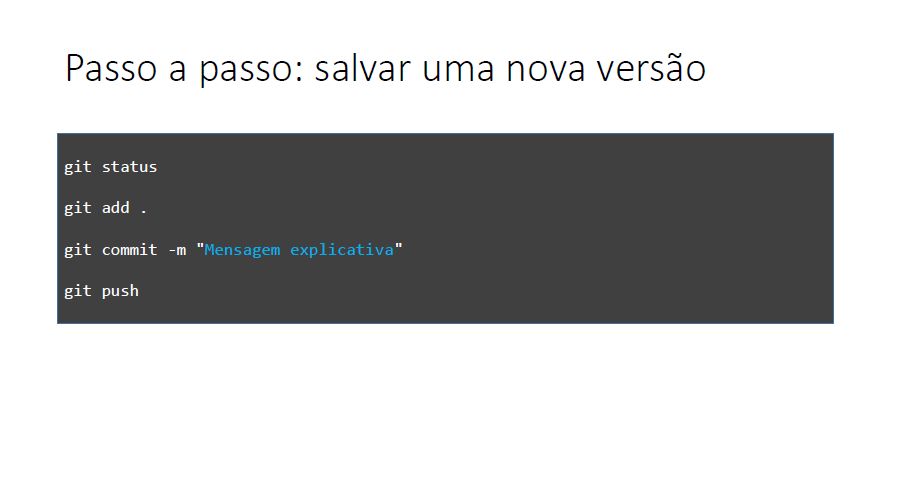 Passo a passo: salvar uma nova versão
git status
git add .
git commit -m "Mensagem explicativa"
git push